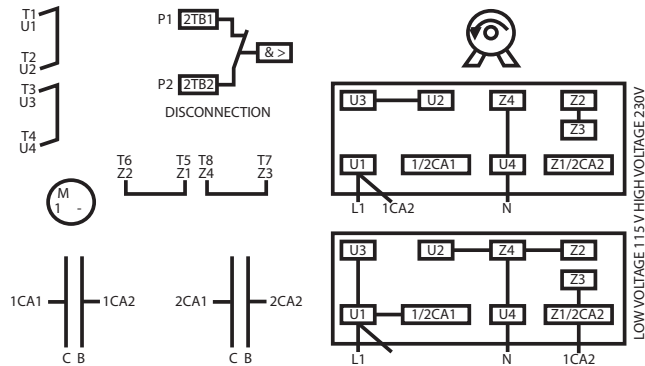 T1
U1
T2
U2
T3
U3
T4
U4
P1 2TB1
& >
P2 2TB2
DISCONNECTION
T6 T5 T8 T7
Z2 Z1 Z4 Z3
M
1 -
1CA1 1CA2
C B
2CA1 2CA2
C B
U3 U2 Z4 Z2
Z3
U1 1/2CA1 U4 Z1/2CA2
L1 1CA2 N
U3 U2 Z4 Z2
Z3
U1 1/2CA1 U4 Z1/2CA2
L1 N 1CA2
LOW VOLTAGE 115 V HIGH VOLTAGE 230V